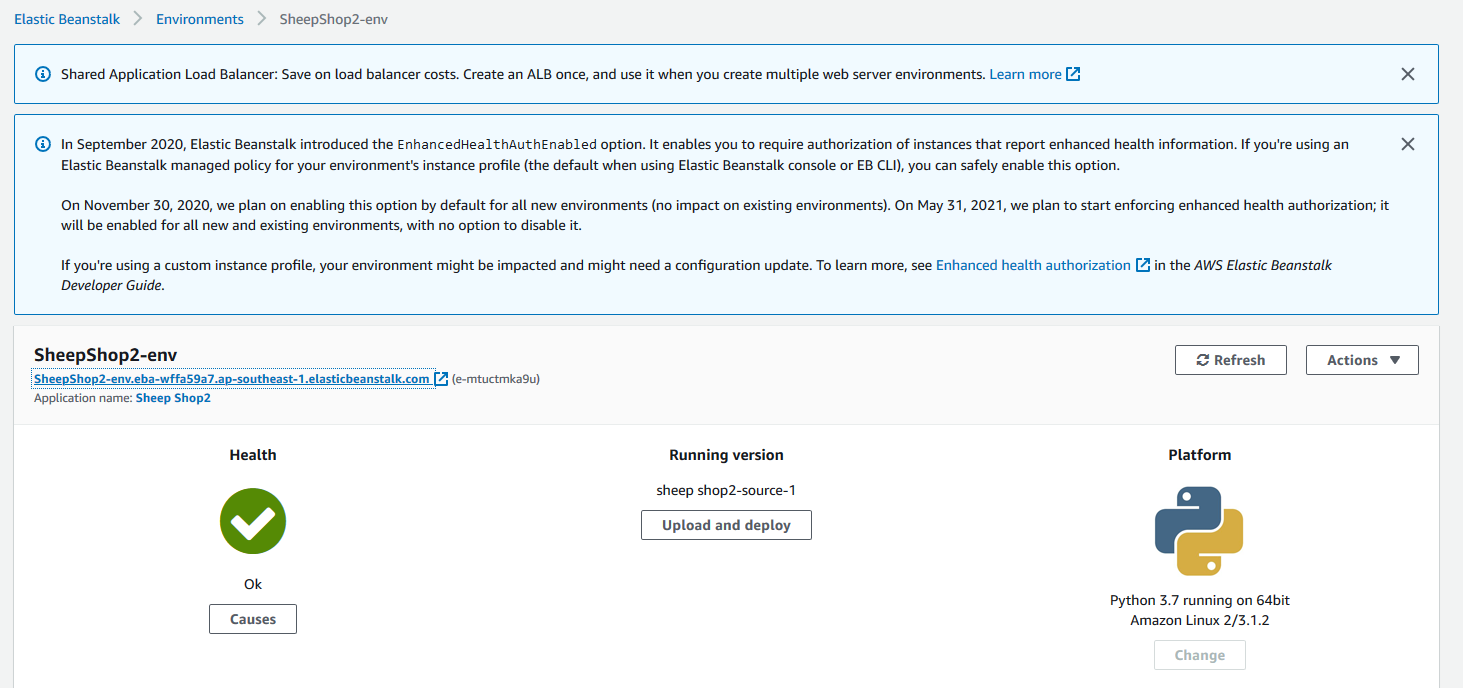 Elastic Beanstalk > Environments > SheepShop2-env
Shared Application Load Balancer: Save on load balancer costs. Create an ALB once, and use it when you create multiple web server environments. Learn more
In September 2020, Elastic Beanstalk introduced the EnhancedHealthAuthEnabled option. It enables you to require authorization of instances that report enhanced health information. If you're using an
Elastic Beanstalk managed policy for your environment's instance profile (the default when using Elastic Beanstalk console or EB CLI), you can safely enable this option.
On November 30, 2020, we plan on enabling this option by default for all new environments (no impact on existing environments). On May 31, 2021, we plan to start enforcing enhanced health authorization; it
will be enabled for all new and existing environments, with no option to disable it.
If you're using a custom instance profile, your environment might be impacted and might need a configuration update. To learn more, see Enhanced health authorization in the AWS Elastic Beanstalk
Developer Guide.
SheepShop2-env
Refresh
Actions
SheepShop2-env.eba-wffa59a7.ap-southeast-1.elasticbeanstalk.com (e-mtuctmka9u)
Application name: Sheep Shop2
Health
Ok
Causes
Running version
sheep shop2-source-1
Upload and deploy
Platform
Python 3.7 running on 64bit
Amazon Linux 2/3.1.2
Change